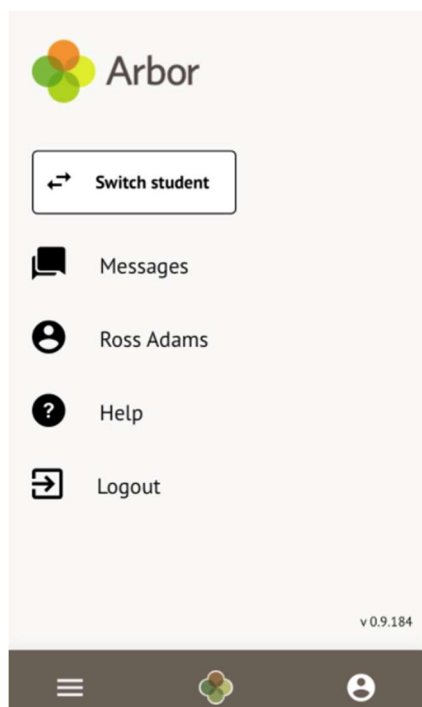 Arbor
Switch student
Messages
Ross Adams
Help
Logout
v 0.9.184